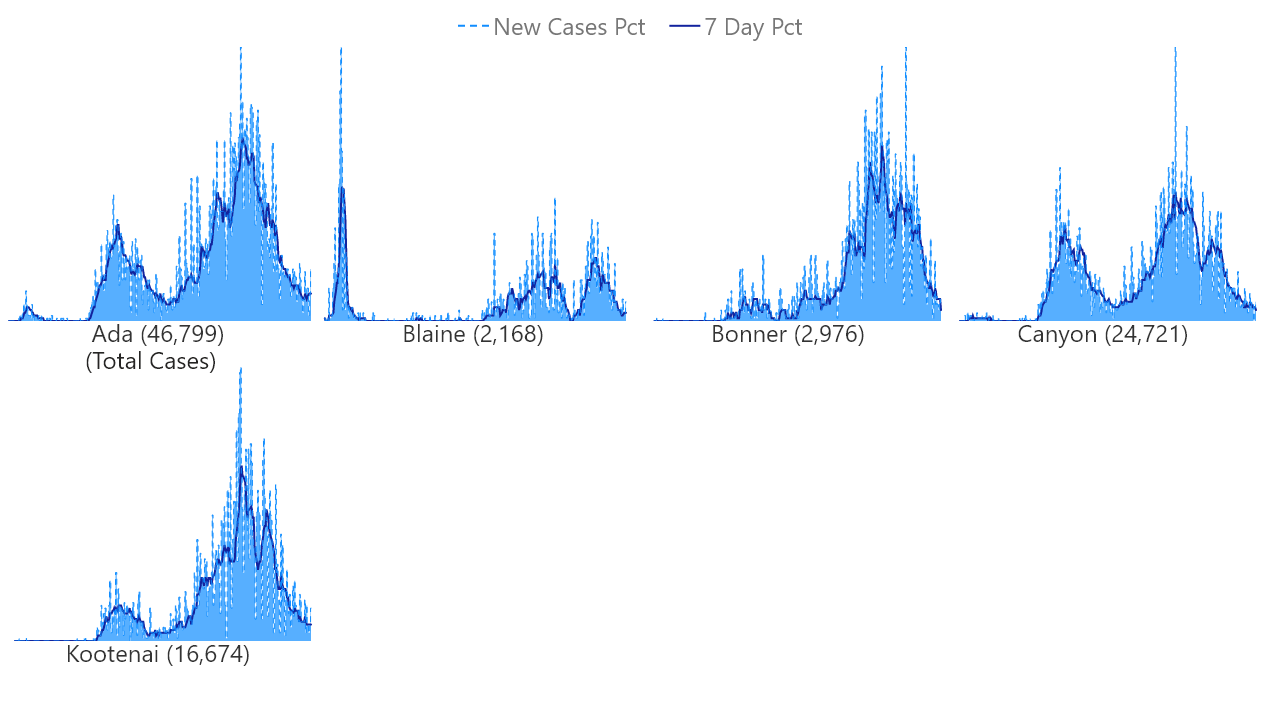 New Cases Pct 7 Day Pct
Ada (46,799) Blaine (2,168) Bonner (2,976) Canyon (24,721)
(Total Cases)
Kootenai (16,674)